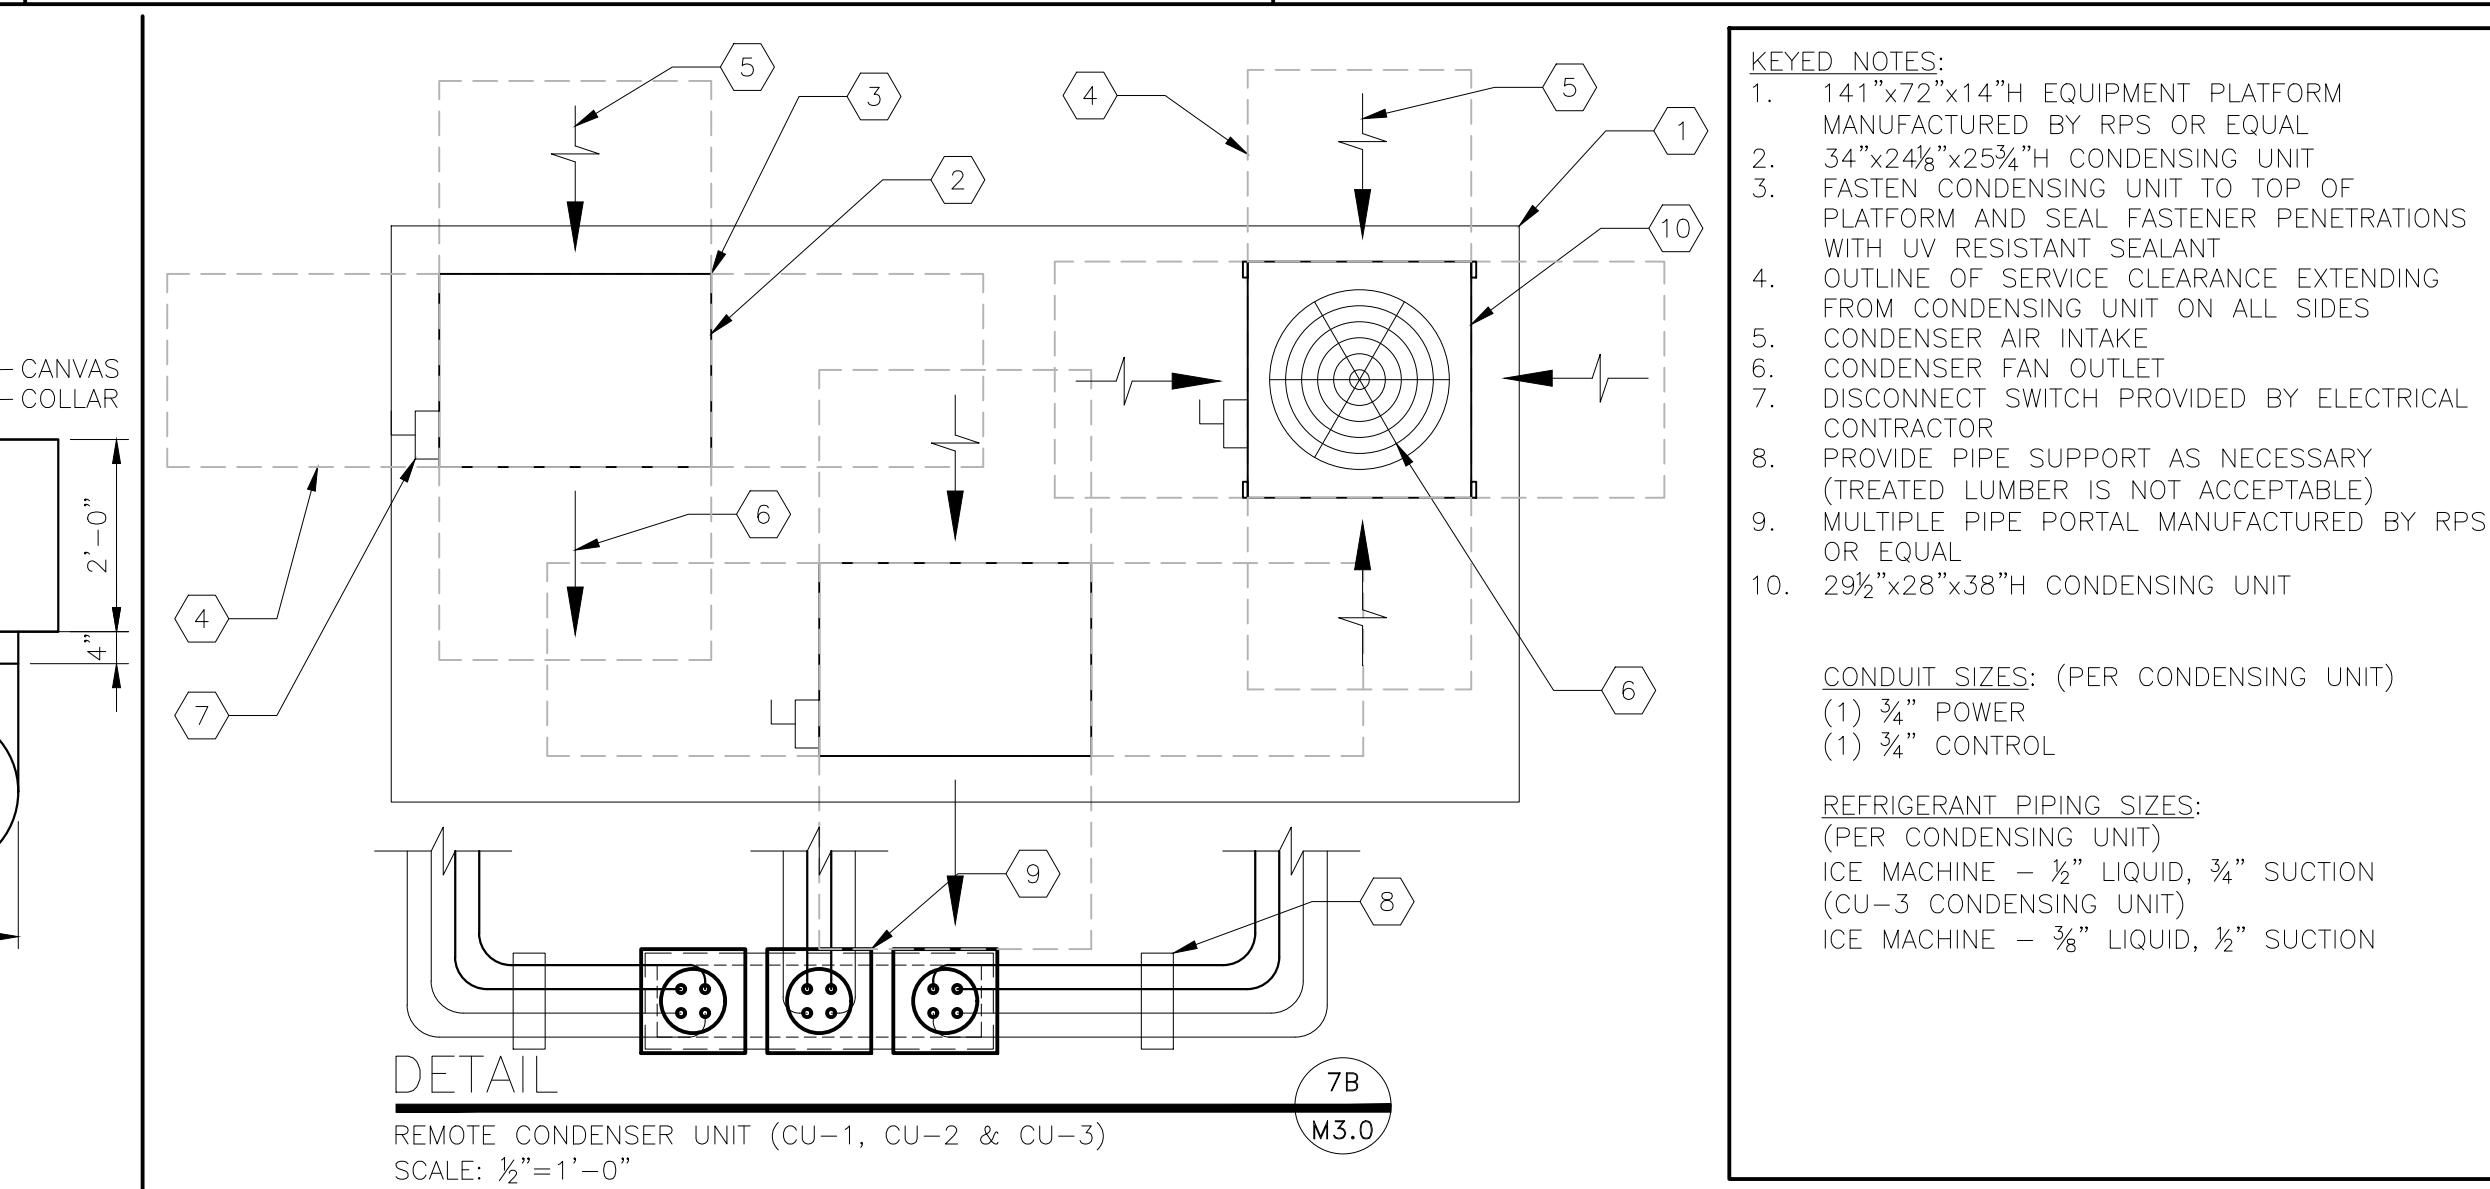 CANVAS
COLLAR
2'-0"
4"
5
3
2
4
5
1
10
6
4
7
6
9
8
DETAIL
7B
M3.0
REMOTE CONDENSER UNIT (CU-1, CU-2 & CU-3)
SCALE: ½"=1'-0"
KEYED NOTES:
1. 141"x72"x14"H EQUIPMENT PLATFORM
MANUFACTURED BY RPS OR EQUAL
2. 34"x24⅛"x25¾"H CONDENSING UNIT
3. FASTEN CONDENSING UNIT TO TOP OF
PLATFORM AND SEAL FASTENER PENETRATIONS
WITH UV RESISTANT SEALANT
4. OUTLINE OF SERVICE CLEARANCE EXTENDING
FROM CONDENSING UNIT ON ALL SIDES
5. CONDENSER AIR INTAKE
6. CONDENSER FAN OUTLET
7. DISCONNECT SWITCH PROVIDED BY ELECTRICAL
CONTRACTOR
8. PROVIDE PIPE SUPPORT AS NECESSARY
(TREATED LUMBER IS NOT ACCEPTABLE)
9. MULTIPLE PIPE PORTAL MANUFACTURED BY RPS
OR EQUAL
10. 29½"x28"x38"H CONDENSING UNIT
CONDUIT SIZES: (PER CONDENSING UNIT)
(1) ¾" POWER
(1) ¾" CONTROL
REFRIGERANT PIPING SIZES:
(PER CONDENSING UNIT)
ICE MACHINE - ½" LIQUID, ¾" SUCTION
(CU-3 CONDENSING UNIT)
ICE MACHINE - ⅜" LIQUID, ½" SUCTION